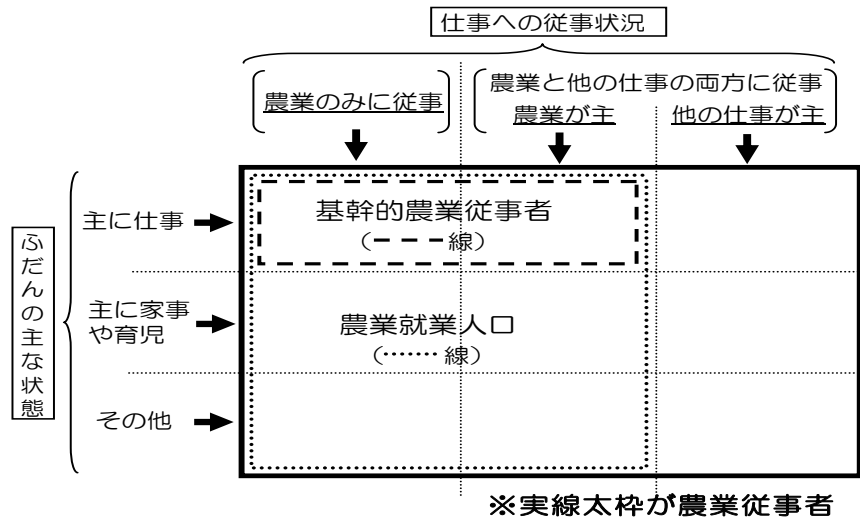 仕事への従事状況
農業のみに従事
農業と他の仕事の両方に従事
農業が主 他の仕事が主
ふだんの主な状態
主に仕事
主に家事
や育児
その他
基幹的農業従事者
(ーーー線)
農業就業人口
(……線)
※実線太枠が農業従事者